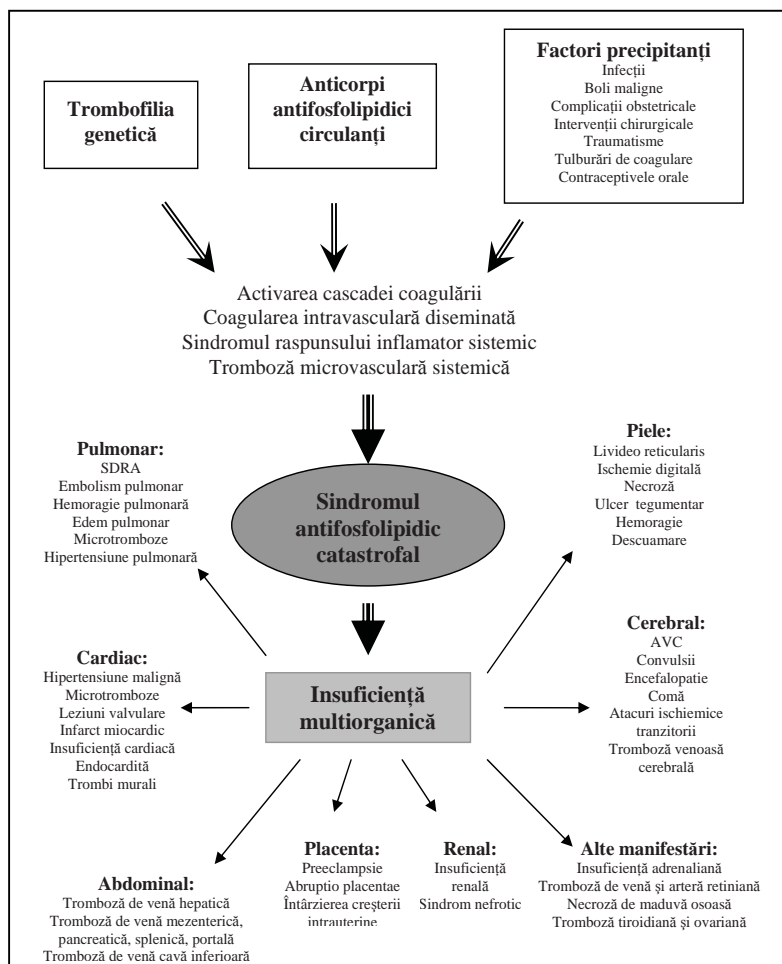 Trombofilia
genetică
Anticorpi
antifosfolipidici
circulanți
Factori precipitanți
Infecții
Boli maligne
Complicații obstetricale
Intervenții chirurgicale
Traumatisme
Tulburări de coagulare
Contraceptivele orale
Activarea cascadei coagulării
Coagularea intravasculară diseminată
Sindromul raspunsului inflamator sistemic
Tromboză microvasculară sistemică
Pulmonar:
SDRA
Embolism pulmonar
Hemoragie pulmonară
Edem pulmonar
Microtromboze
Hipertensiune pulmonară
Sindromul
antifosfolipidic
catastrofal
Piele:
Livideo reticularis
Ischemie digitală
Necroză
Ulcer tegumentar
Hemoragie
Descuamare
Cardiac:
Hipertensiune malignă
Microtromboze
Leziuni valvulare
Infarct miocardic
Insuficiență cardiacă
Endocardită
Trombi murali
Insuficiență
multiorganică
Cerebral:
AVC
Convulsii
Encefalopatie
Comă
Atacuri ischiemice
tranzitorii
Tromboză venoasă
cerebrală
Abdominal:
Tromboză de venă hepatică
Tromboză de venă mezenterică,
pancreatică, splenică, portală
Tromboză de venă cavă inferioară
Placenta:
Preeclampsie
Abruptio placentae
Întârzierea creșterii
intrauterine
Renal:
Insuficiență
renală
Sindrom nefrotic
Alte manifestări:
Insuficiență adrenaliană
Tromboză de venă și arteră retiniană
Necroză de maduvă osoasă
Tromboză tiroidiană și ovariană